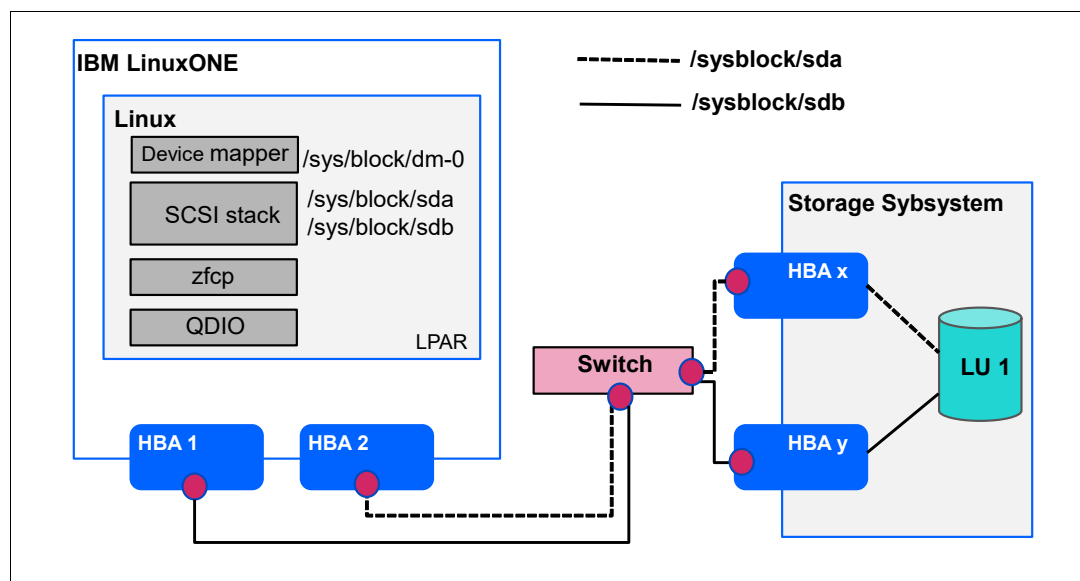 IBM LinuxONE
Linux
Device mapper
/sys/block/dm-0
SCSI stack
/sys/block/sda
/sys/block/sdb
zfcp
QDIO
LPAR
HBA 1
HBA 2
/sysblock/sda
/sysblock/sdb
Switch
Storage Sybsystem
HBA x
LU 1
HBA y